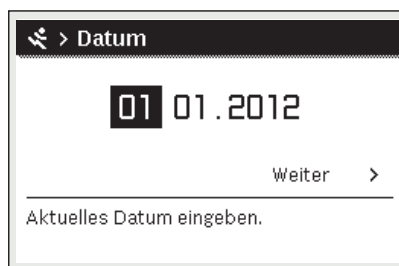 > Datum
01 01.2012
Weiter >
Aktuelles Datum eingeben.